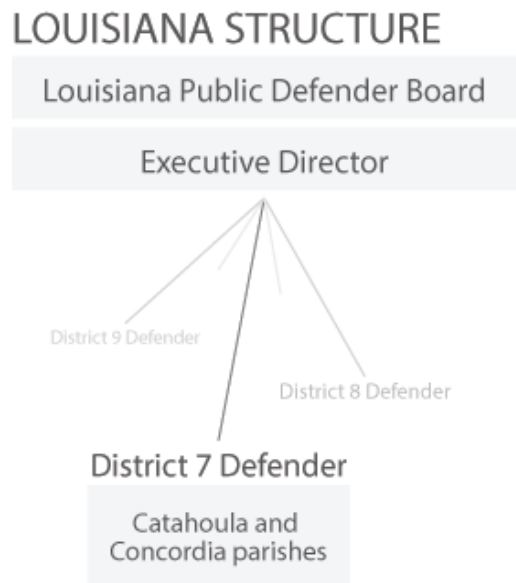 LOUISIANA STRUCTURE
Louisiana Public Defender Board
Executive Director
District 9 Defender
District 8 Defender
District 7 Defender
Catahoula and
Concordia parishes